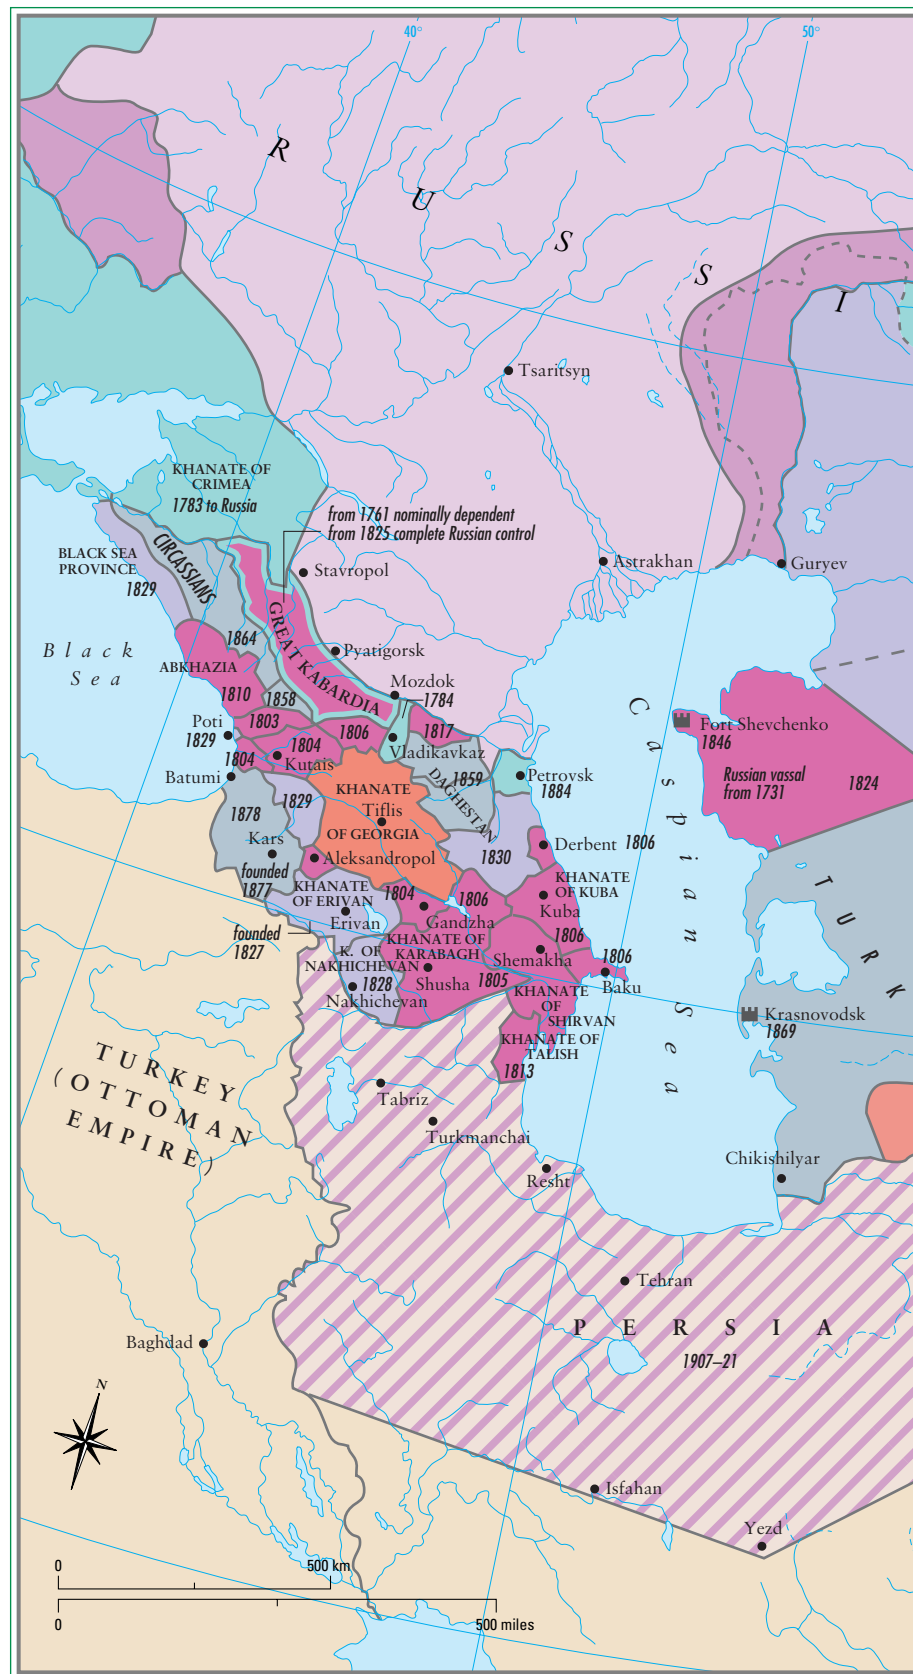 40°
50°
R U S S I
Tsaritsyn
KHANATE OF
CRIMEA
1783 to Russia
from 1761 nominally dependent
from 1825 complete Russian control
Astrakhan
Guryev
Stavropol
BLACK SEA
PROVINCE
1829
CIRCASSIANS
1864
GREAT KABARDIA
Pyatigorsk
Black
Sea
ABKHAZIA
1810
1858
Mozdok
1784
Poti
1829
1803
1806
1817
Vladikavkaz
1804
1804
Kutais
Batumi
DAGHESTAN
1859
Petrovsk
1884
Caspian Sea
Fort Shevchenko
1846
Russian vassal
from 1731
1824
1878
1829
KHANATE
Tiflis
OF GEORGIA
Kars
founded
1877
Aleksandropol
1830
Derbent 1806
KHANATE
OF KUBA
Kuba
KHANATE
OF ERIVAN
Erivan
1804
Gandzha
1806
founded
1827
K. OF
NAKHICHEVAN
1828
Nakhichevan
KHANATE OF
KARABAGH
Shusha
1805
Shemakha
1806
1806
Baku
KHANATE
OF
SHIRVAN
KHANATE OF
TALISH
1813
T U R K
Krasnovodsk
1869
TURKEY
(OTTOMAN
EMPIRE)
Tabriz
Turkmanchai
Resht
Chikishilyar
Tehran
PERSIA
1907–21
Baghdad
N
Isfahan
Yezd
0
500 km
0
500 miles